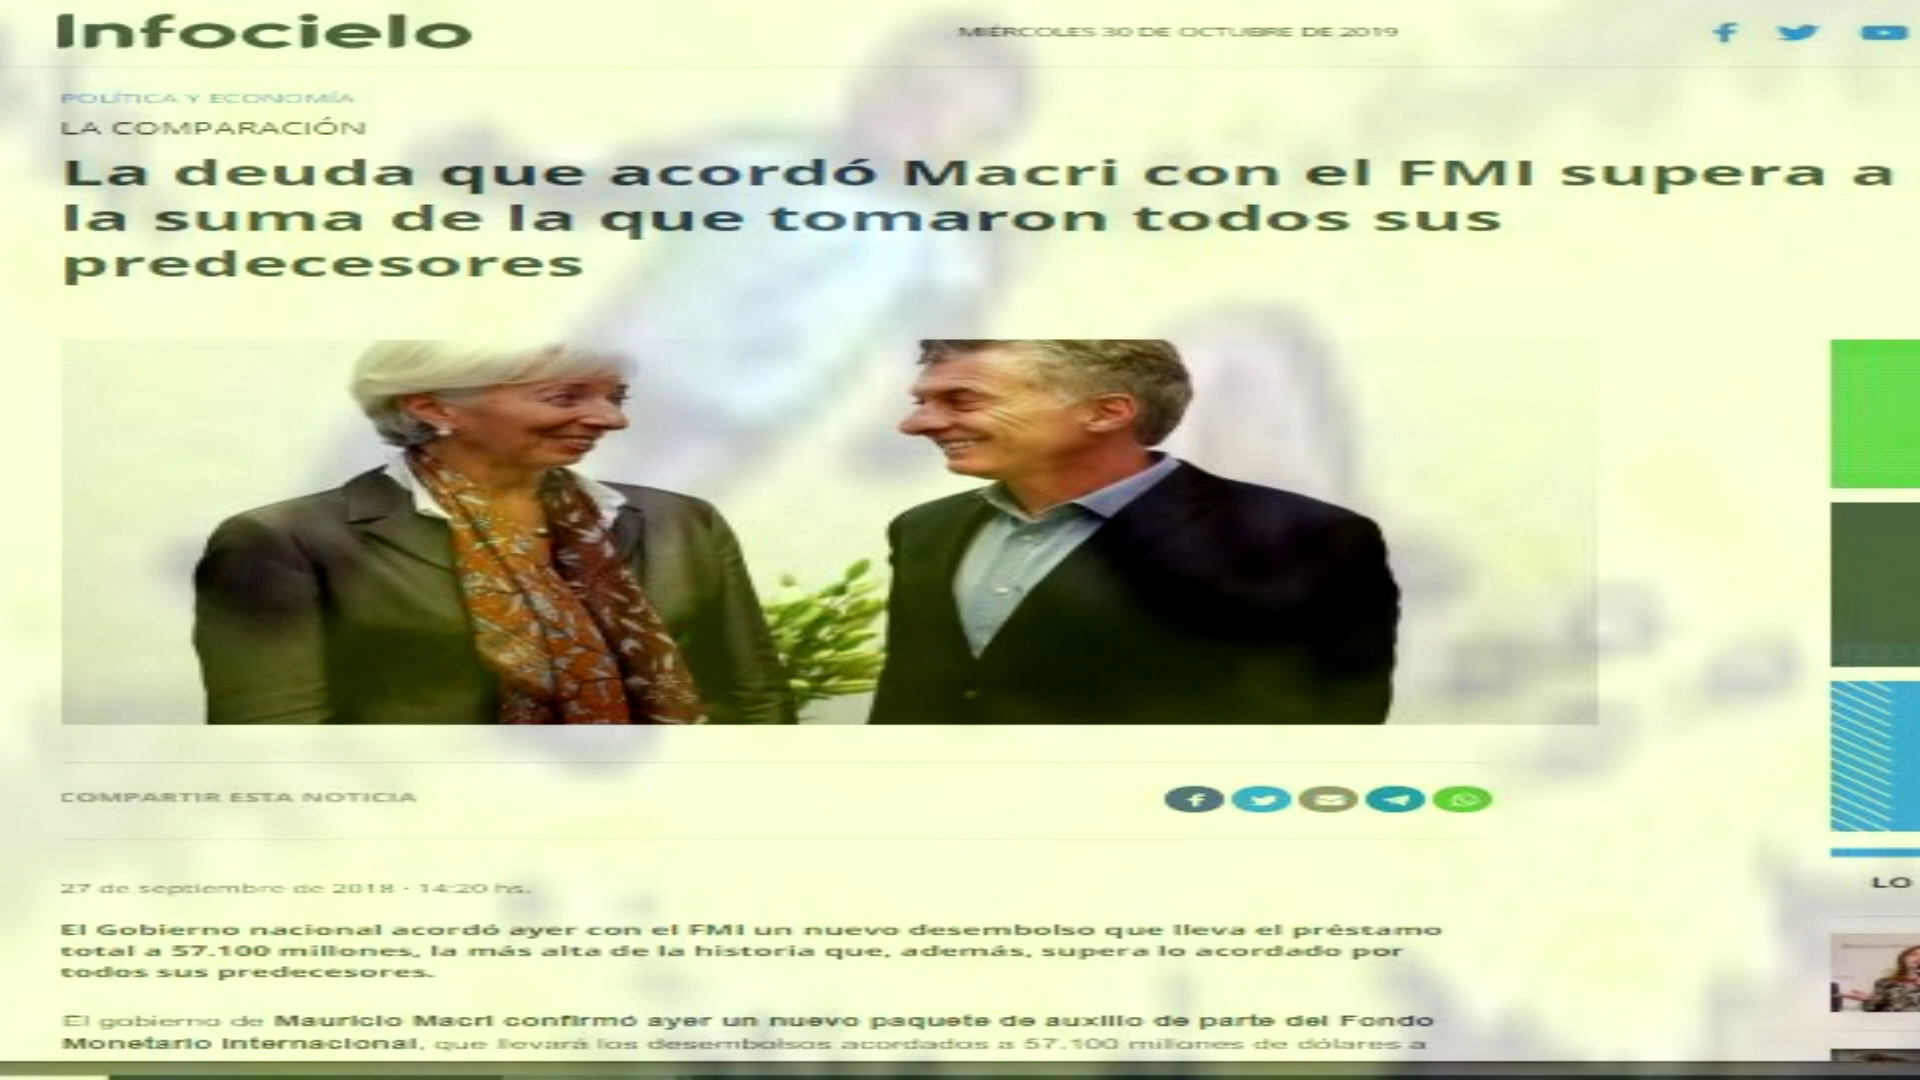 Infocielo
MIÉRCOLES 30 DE OCTUBRE DE 2019
POLÍTICA Y ECONOMÍA
LA COMPARACIÓN
La deuda que acordó Macri con el FMI supera a
la suma de la que tomaron todos sus
predecesores
COMPARTIR ESTA NOTICIA
27 de septiembre de 2018 · 14:20 hs.
LO
El Gobierno nacional acordó ayer con el FMI un nuevo desembolso que lleva el préstamo
total a 57.100 millones, la más alta de la historia que, además, supera lo acordado por
todos sus predecesores.
El gobierno de Mauricio Macri confirmó ayer un nuevo paquete de auxilio de parte del Fondo
Monetario Internacional, que llevará los desembolsos acordados a 57.100 millones de dólares a